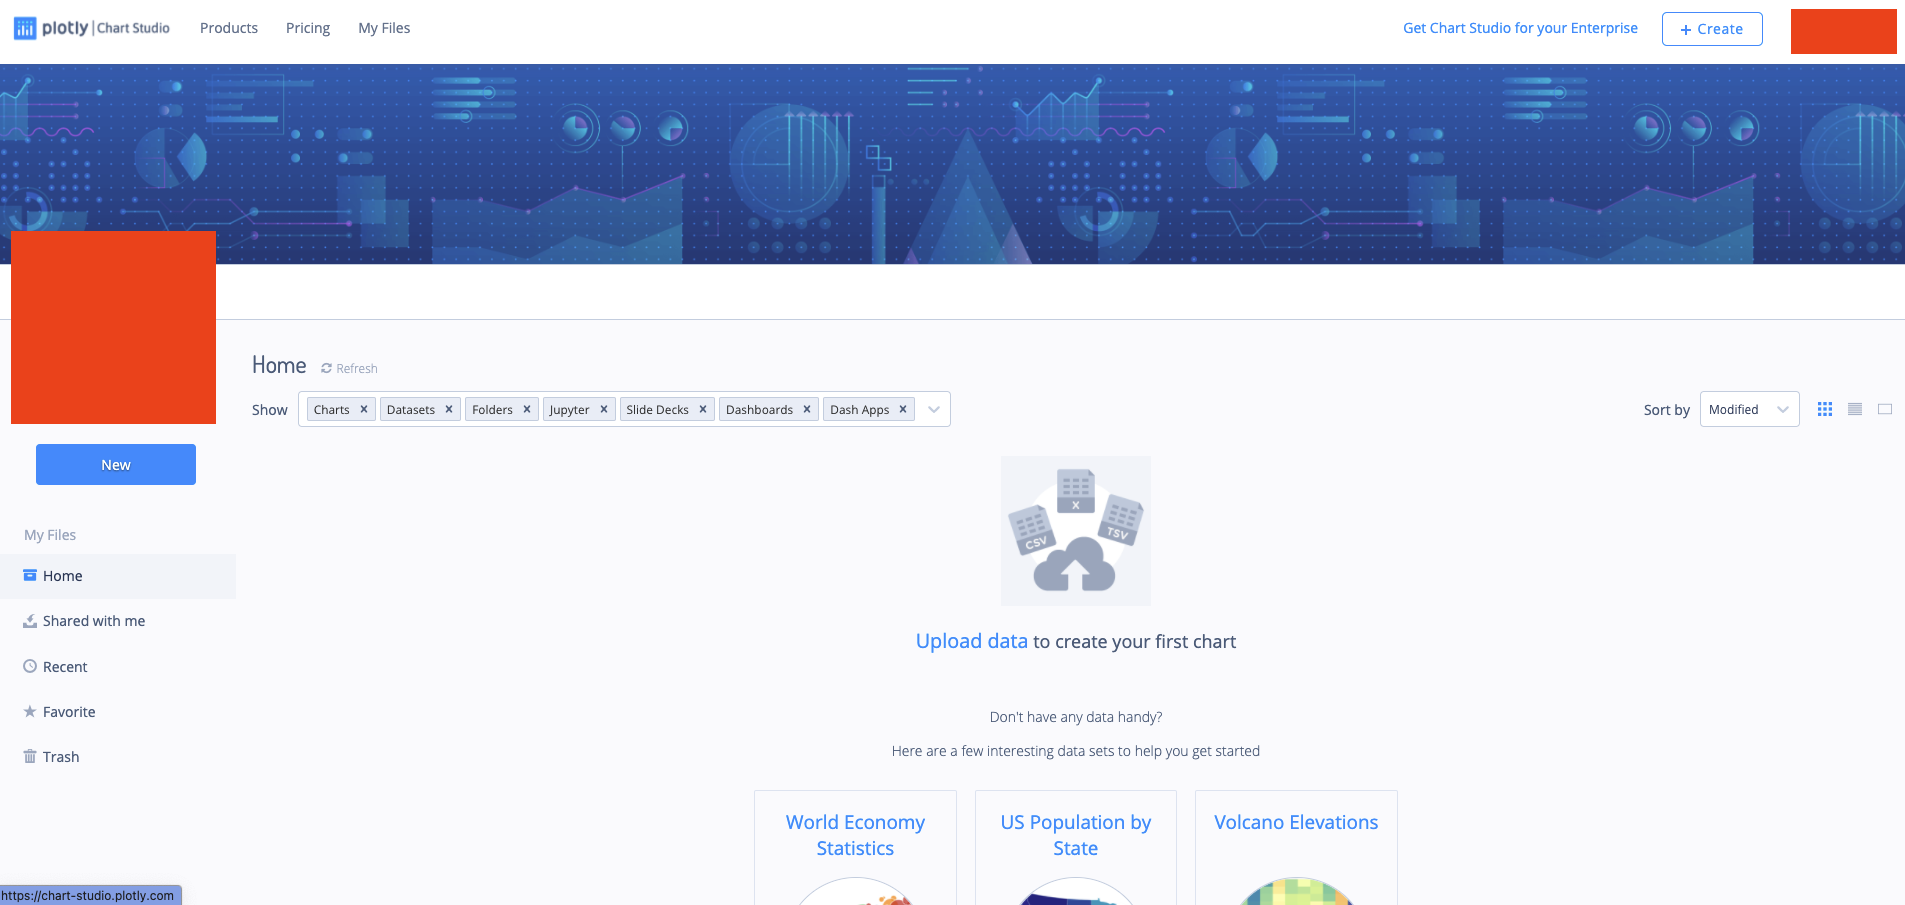 plotly | Chart Studio Products Pricing My Files Get Chart Studio for your Enterprise + Create
Home Refresh
Show Charts × Datasets × Folders × Jupyter × Slide Decks × Dashboards × Dash Apps × Sort by Modified
New
My Files
Home
Shared with me
Recent
Favorite
Trash
X
CSV
TSV
Upload data to create your first chart
Don't have any data handy?
Here are a few interesting data sets to help you get started
World Economy
Statistics
US Population by
State
Volcano Elevations
https://chart-studio.plotly.com